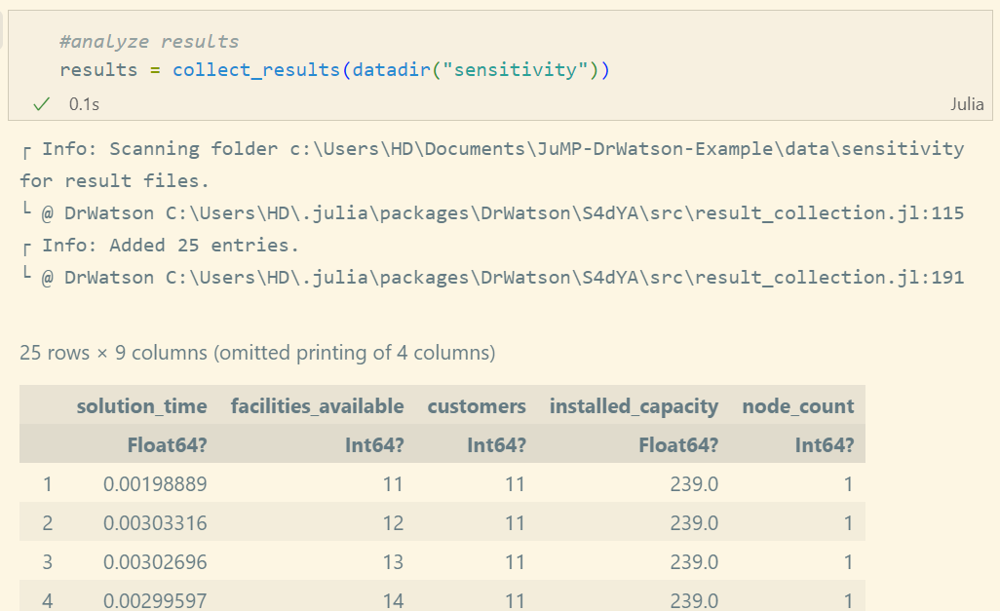 #analyze results
results = collect_results(datadir("sensitivity"))
✓ 0.1s Julia
┌ Info: Scanning folder c:\Users\HD\Documents\JuMP-DrWatson-Example\data\sensitivity
for result files.
└ @ DrWatson C:\Users\HD\.julia\packages\DrWatson\S4dYA\src\result_collection.jl:115
┌ Info: Added 25 entries.
└ @ DrWatson C:\Users\HD\.julia\packages\DrWatson\S4dYA\src\result_collection.jl:191
25 rows × 9 columns (omitted printing of 4 columns)
solution_time facilities_available customers installed_capacity node_count
Float64? Int64? Int64? Float64? Int64?
1 0.00198889 11 11 239.0 1
2 0.00303316 12 11 239.0 1
3 0.00302696 13 11 239.0 1
4 0.00299597 14 11 239.0 1